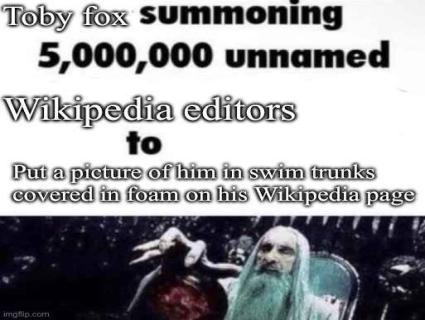 Toby fox summoning
5,000,000 unnamed
Wikipedia editors
to
Put a picture of him in swim trunks
covered in foam on his Wikipedia page
imgflip.com